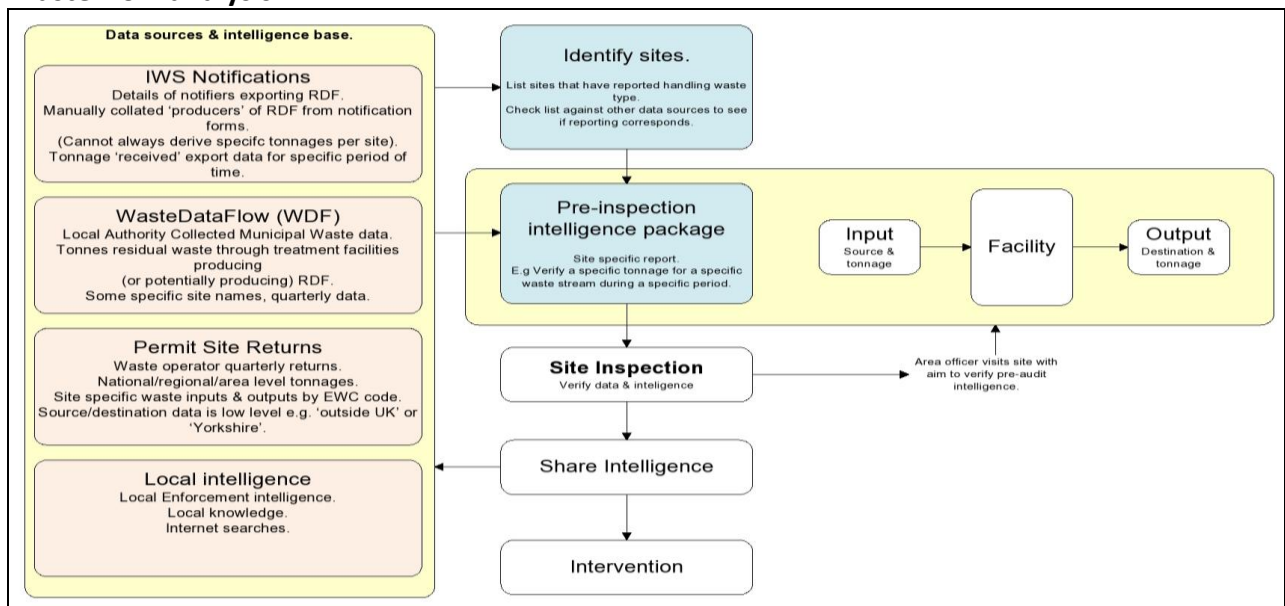 Data sources & intelligence base.
IWS Notifications
Details of notifiers exporting RDF.
Manually collated ‘producers’ of RDF from notification
forms.
(Cannot always derive specifc tonnages per site).
Tonnage ‘received’ export data for specific period of
time.
WasteDataFlow (WDF)
Local Authority Collected Municipal Waste data.
Tonnes residual waste through treatment facilities
producing
(or potentially producing) RDF.
Some specific site names, quarterly data.
Permit Site Returns
Waste operator quarterly returns.
National/regional/area level tonnages.
Site specific waste inputs & outputs by EWC code.
Source/destination data is low level e.g. ‘outside UK’ or
‘Yorkshire’.
Local intelligence
Local Enforcement intelligence.
Local knowledge.
Internet searches.
Identify sites.
List sites that have reported handling waste
type.
Check list against other data sources to see
if reporting corresponds.
Pre-inspection
intelligence package
Site specific report.
E.g Verify a specific tonnage for a specific
waste stream during a specific period.
Input
Source &
tonnage
Facility
Output
Destination &
tonnage
Site Inspection
Verify data & inteligence
Area officer visits site with
aim to verify pre-audit
intelligence.
Share Intelligence
Intervention